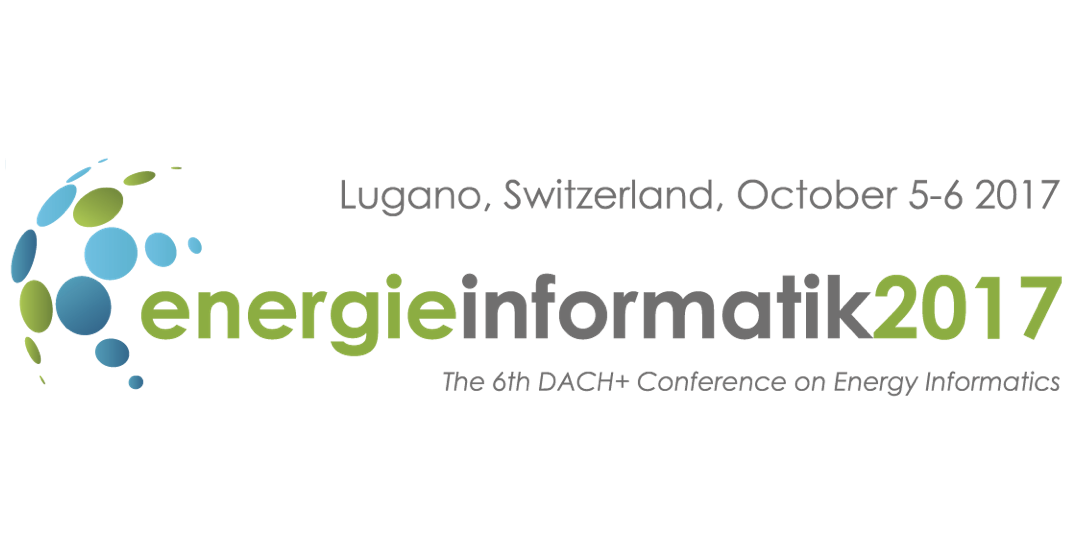 Lugano, Switzerland, October 5-6 2017
energieinformatik2017
The 6th DACH+ Conference on Energy Informatics